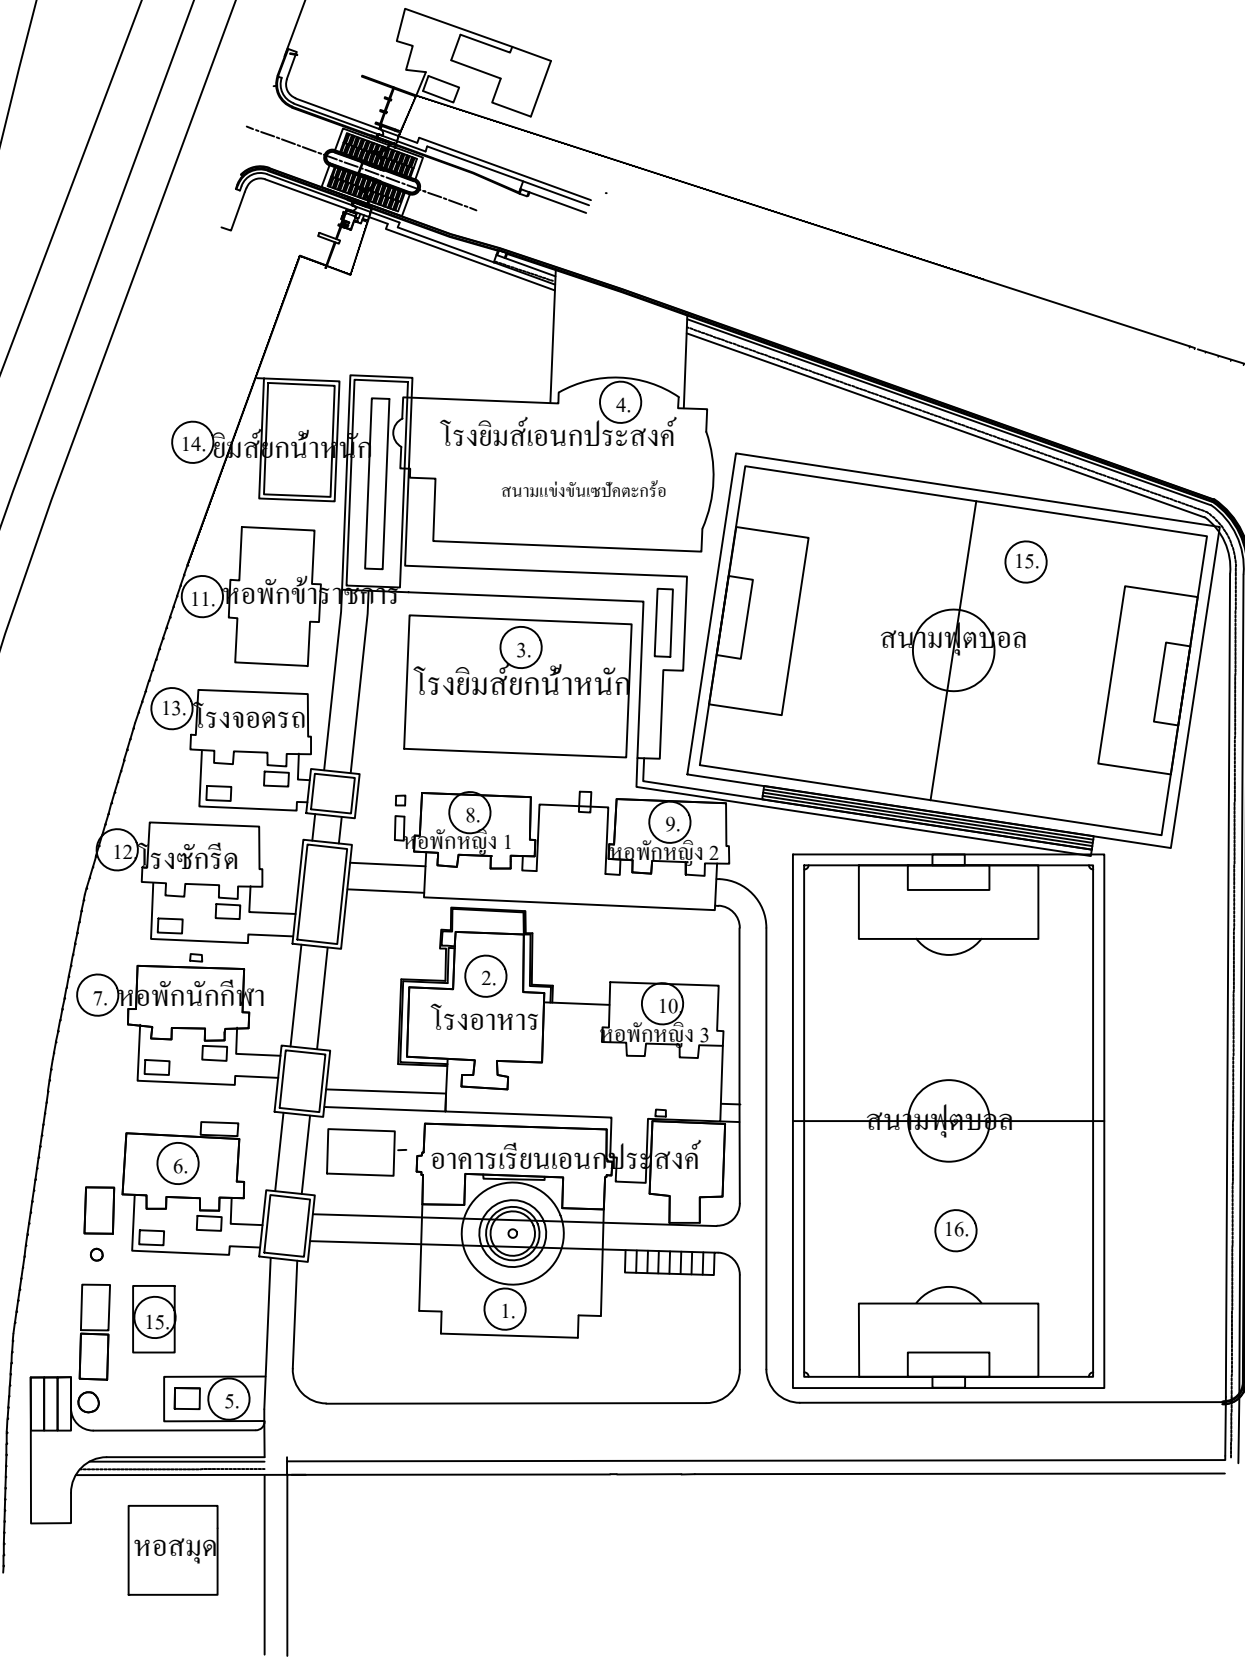 4.
โรงยิมส์เอนกประสงค์
14. ยิมส์ยกน้ำหนัก
สนามแข่งขันเซปัคตะกร้อ
15.
11. หอพักข้าราชการ
สนามฟุตบอล
3.
โรงยิมส์ยกน้ำหนัก
13. โรงจอดรถ
8.
หอพักหญิง 1
9.
หอพักหญิง 2
12. โรงซักรีด
2.
โรงอาหาร
7. หอพักนักกีฬา
10.
หอพักหญิง 3
สนามฟุตบอล
อาคารเรียนเอนกประสงค์
6.
16.
1.
15.
5.
หอสมุด